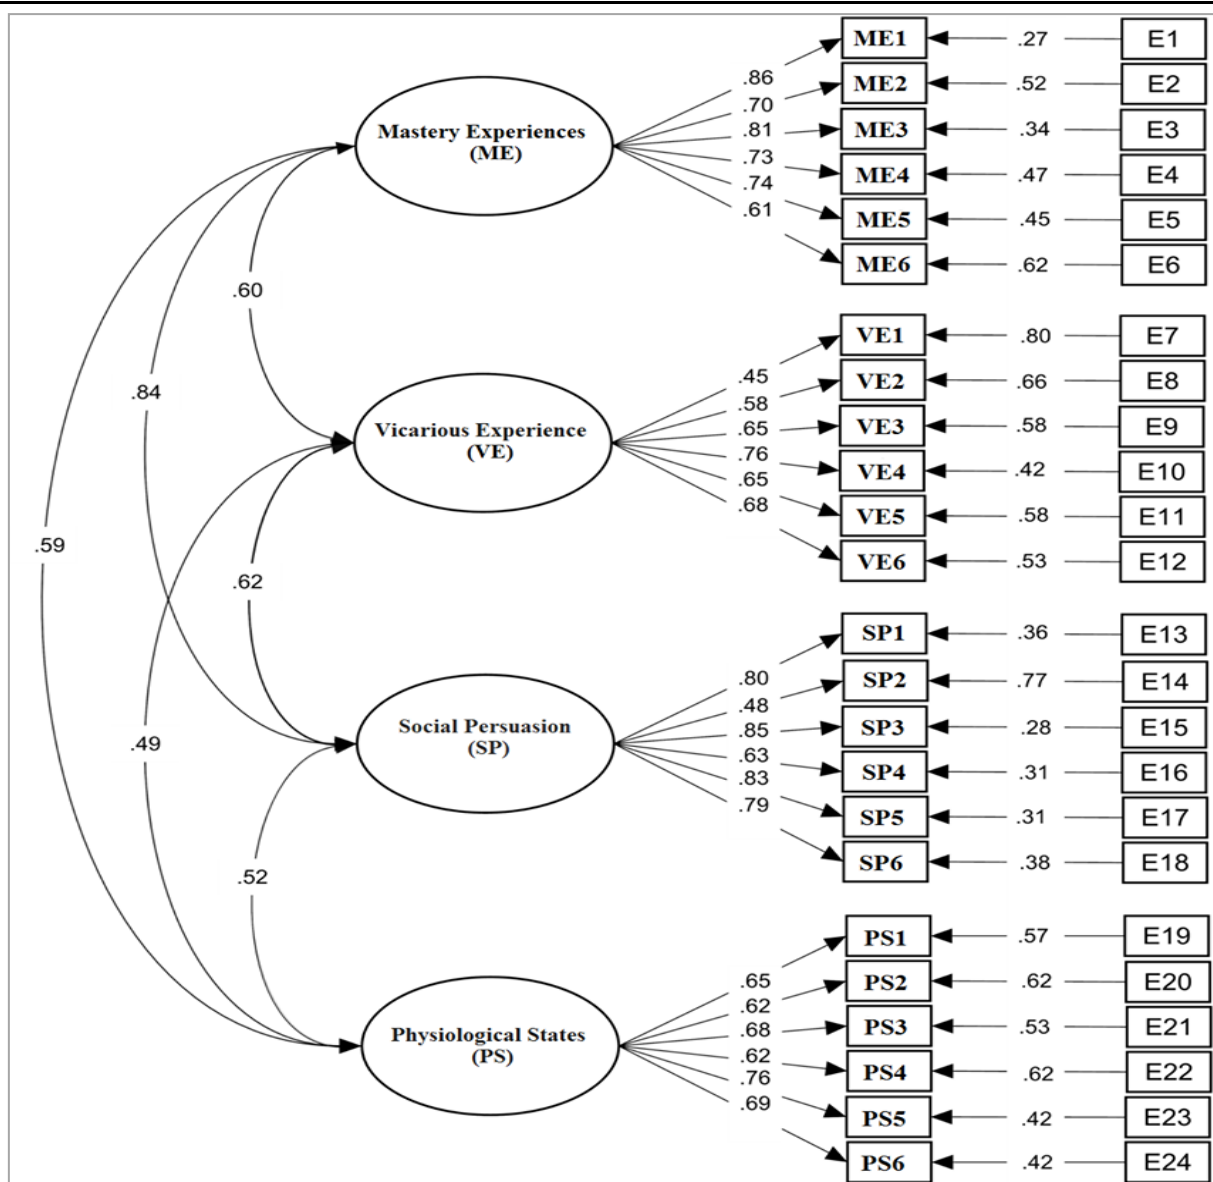 ME1 .27 E1
.86
ME2 .52 E2
.70
Mastery Experiences
(ME)
.81
ME3 .34 E3
.73
ME4 .47 E4
.74
ME5 .45 E5
.61
ME6 .62 E6
.60
VE1 .80 E7
.45
VE2 .66 E8
.84
.58
Vicarious Experience
(VE)
.65
VE3 .58 E9
.76
VE4 .42 E10
.65
VE5 .58 E11
.68
VE6 .53 E12
.59
.62
SP1 .36 E13
.80
SP2 .77 E14
.48
Social Persuasion
(SP)
.85
SP3 .28 E15
.49
.63
SP4 .31 E16
.83
SP5 .31 E17
.79
SP6 .38 E18
.52
PS1 .57 E19
.65
PS2 .62 E20
.62
Physiological States
(PS)
.68
PS3 .53 E21
.62
PS4 .62 E22
.76
PS5 .42 E23
.69
PS6 .42 E24